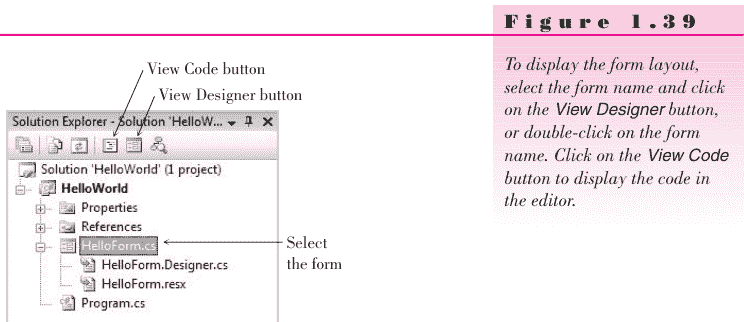 Figure 1.39
To display the form layout,
select the form name and click
on the View Designer button,
or double-click on the form
name. Click on the View Code
button to display the code in
the editor.
View Code button
View Designer button
Solution Explorer - Solution 'HelloW...
Solution 'HelloWorld' (1 project)
HelloWorld
Properties
References
HelloForm.cs
Select
the form
HelloForm.Designer.cs
HelloForm.resx
Program.cs